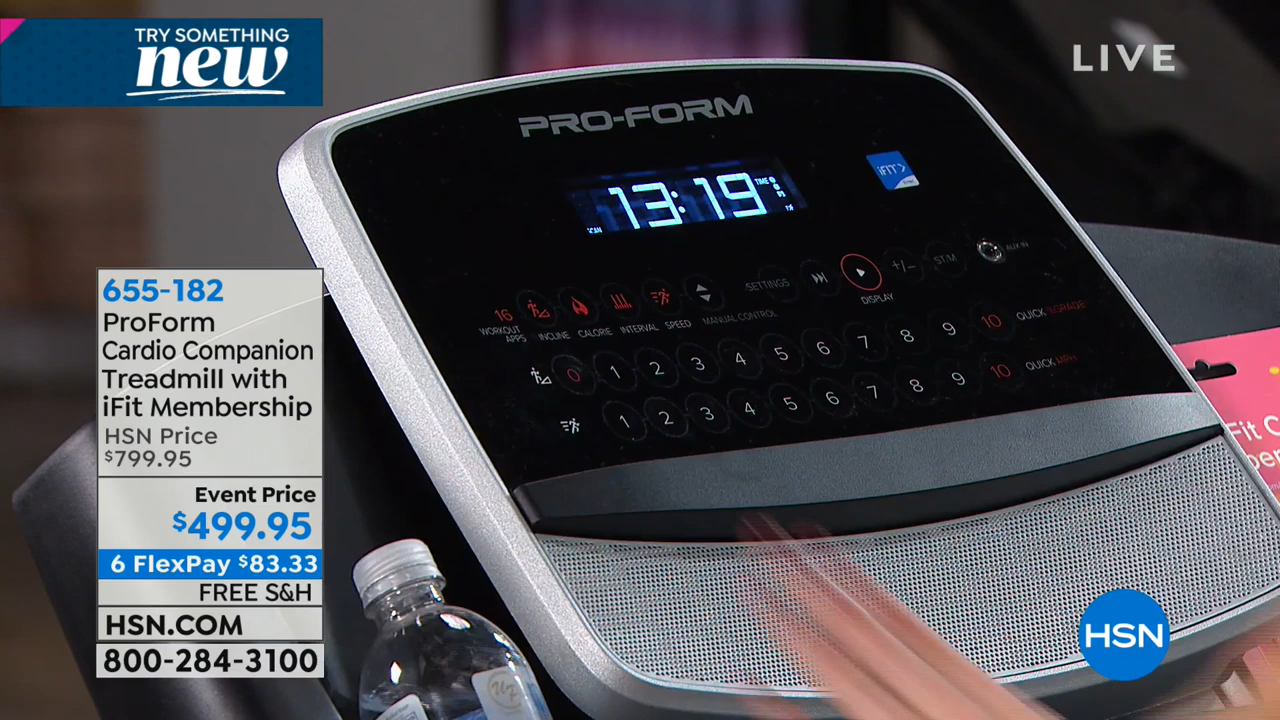 TRY SOMETHING
new
LIVE
PRO-FORM
iFIT
13:19
TIME
SCAN
AUX IN
SETTINGS
+/–
ST/M
DISPLAY
16
WORKOUT
APPS
INCLINE
CALORIE
INTERVAL
SPEED
MANUAL CONTROL
0 1 2 3 4 5 6 7 8 9 10 QUICK
1 2 3 4 5 6 7 8 9 10 QUICK
655-182
ProForm
Cardio Companion
Treadmill with
iFit Membership
HSN Price
$799.95
Event Price
$499.95
6 FlexPay $83.33
FREE S&H
HSN.COM
800-284-3100
HSN